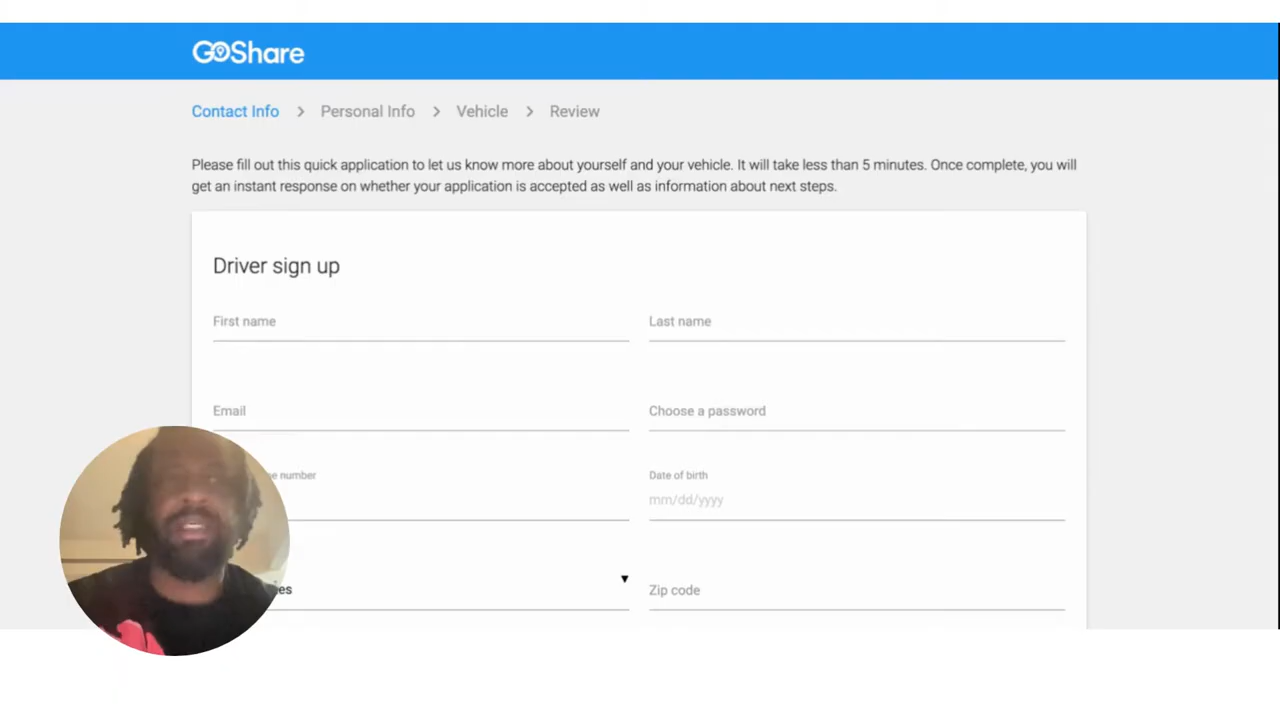 GoShare
Contact Info > Personal Info > Vehicle > Review
Please fill out this quick application to let us know more about yourself and your vehicle. It will take less than 5 minutes. Once complete, you will
get an instant response on whether your application is accepted as well as information about next steps.
Driver sign up
First name Last name
Email Choose a password
number Date of birth
mm/dd/yyyy
Zip code